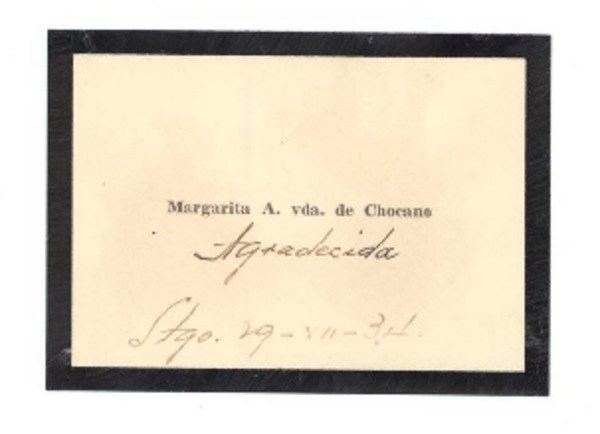 Margarita A. vda. de Chocano
Agradecida
Stgo. 29-XII-34.